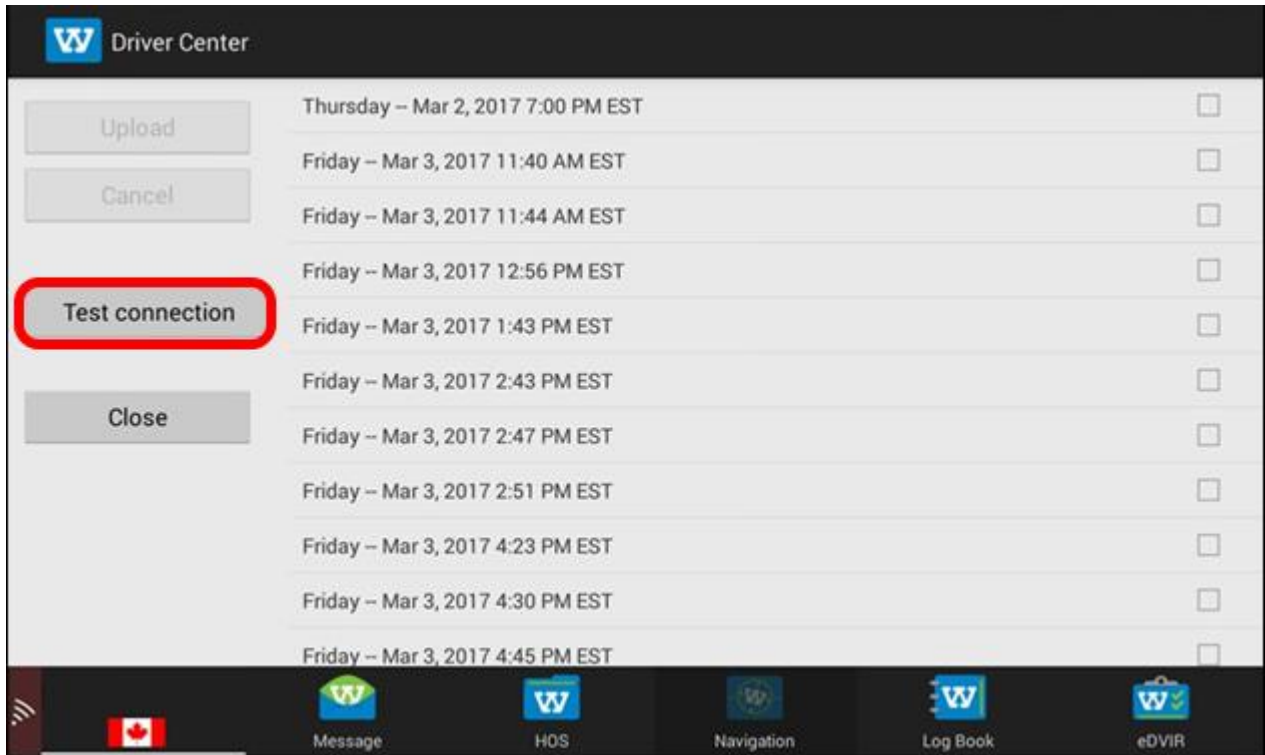 W Driver Center
Upload
Cancel
Test connection
Close
Thursday -- Mar 2, 2017 7:00 PM EST
Friday -- Mar 3, 2017 11:40 AM EST
Friday -- Mar 3, 2017 11:44 AM EST
Friday -- Mar 3, 2017 12:56 PM EST
Friday -- Mar 3, 2017 1:43 PM EST
Friday -- Mar 3, 2017 2:43 PM EST
Friday -- Mar 3, 2017 2:47 PM EST
Friday -- Mar 3, 2017 2:51 PM EST
Friday -- Mar 3, 2017 4:23 PM EST
Friday -- Mar 3, 2017 4:30 PM EST
Friday -- Mar 3, 2017 4:45 PM EST
W W W W W
Message HOS Navigation Log Book eDVIR